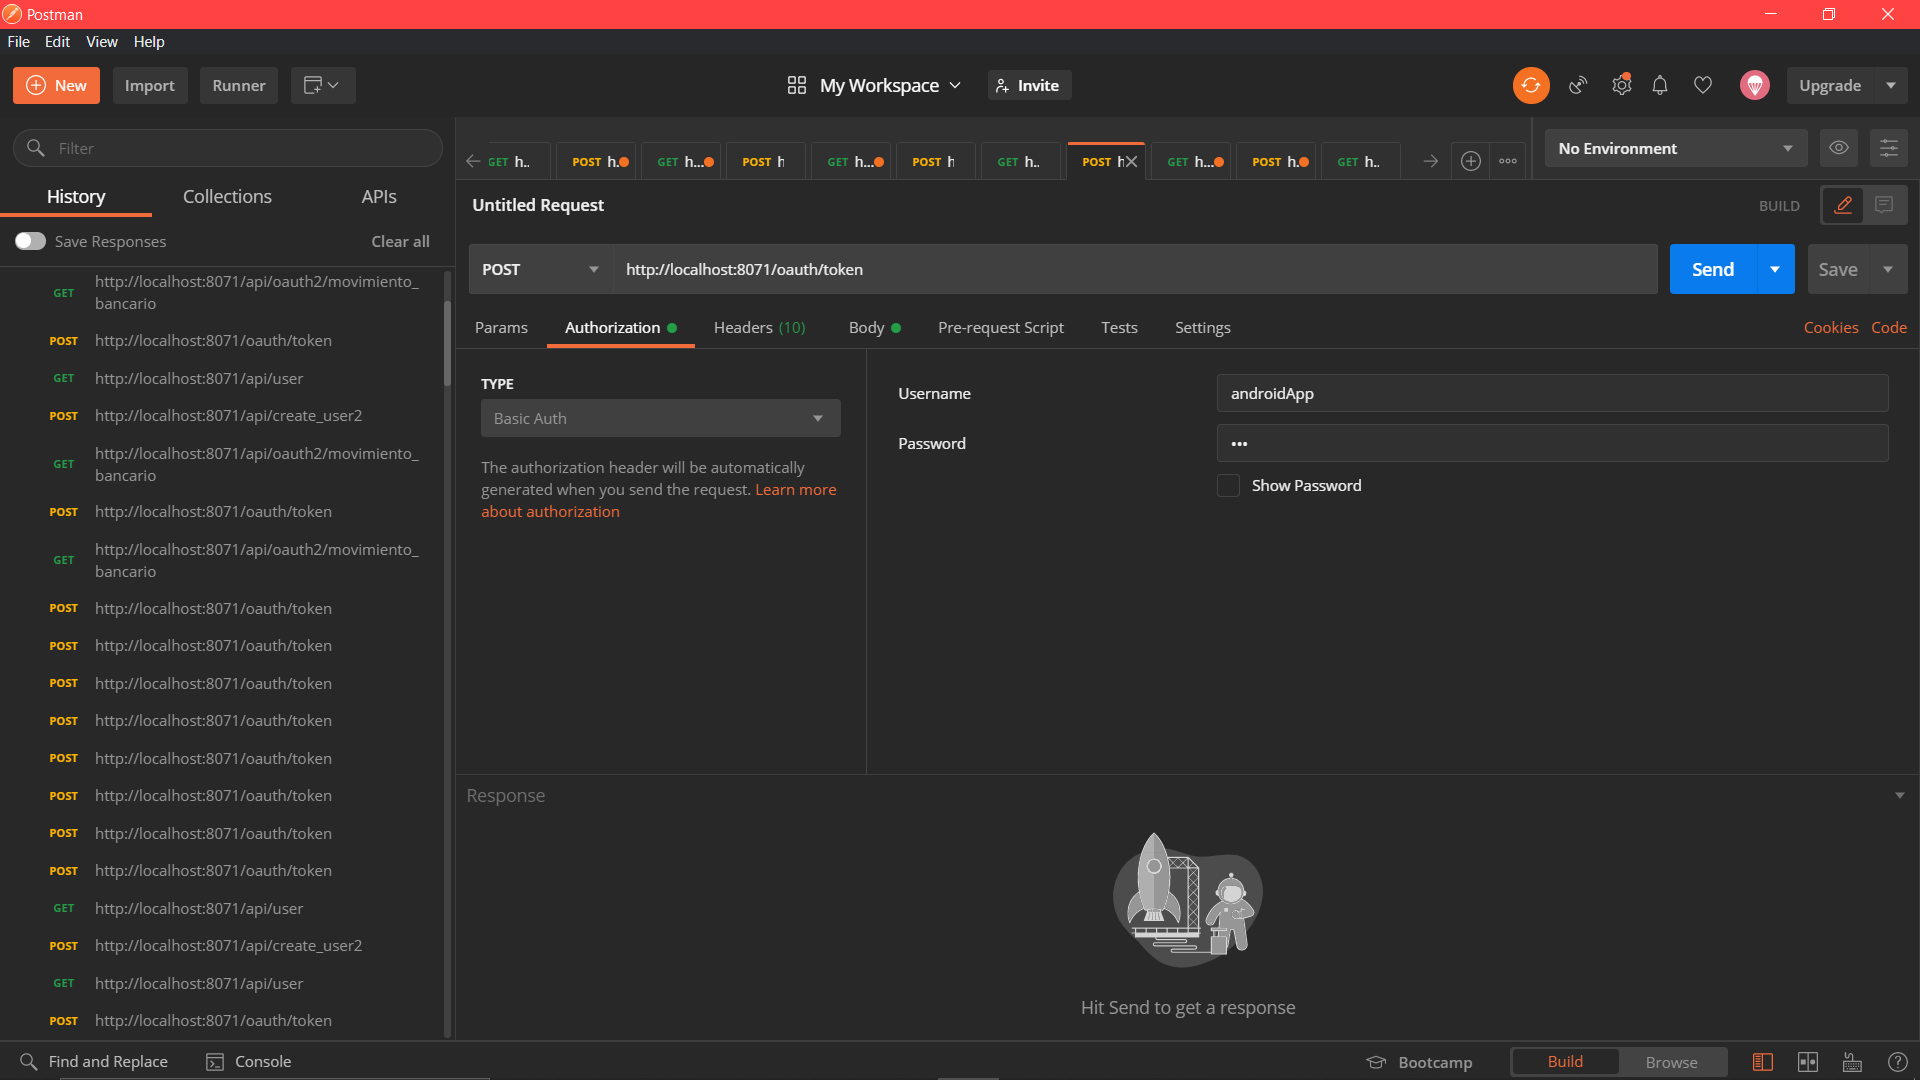 Postman
File Edit View Help
New Import Runner My Workspace Invite Upgrade
Filter
History Collections APIs
Save Responses Clear all
GET http://localhost:8071/api/oauth2/movimiento_
bancario
POST http://localhost:8071/oauth/token
GET http://localhost:8071/api/user
POST http://localhost:8071/api/create_user2
GET http://localhost:8071/api/oauth2/movimiento_
bancario
POST http://localhost:8071/oauth/token
GET http://localhost:8071/api/oauth2/movimiento_
bancario
POST http://localhost:8071/oauth/token
POST http://localhost:8071/oauth/token
POST http://localhost:8071/oauth/token
POST http://localhost:8071/oauth/token
POST http://localhost:8071/oauth/token
POST http://localhost:8071/oauth/token
POST http://localhost:8071/oauth/token
POST http://localhost:8071/oauth/token
GET http://localhost:8071/api/user
POST http://localhost:8071/api/create_user2
GET http://localhost:8071/api/user
POST http://localhost:8071/oauth/token
GET h.. POST h. GET h... POST h GET h... POST h GET h.. POST h GET h... POST h. GET h..
No Environment
Untitled Request BUILD
POST http://localhost:8071/oauth/token Send Save
Params Authorization Headers (10) Body Pre-request Script Tests Settings Cookies Code
TYPE
Basic Auth
The authorization header will be automatically
generated when you send the request. Learn more
about authorization
Username androidApp
Password •••
Show Password
Response
Hit Send to get a response
Find and Replace Console Bootcamp Build Browse